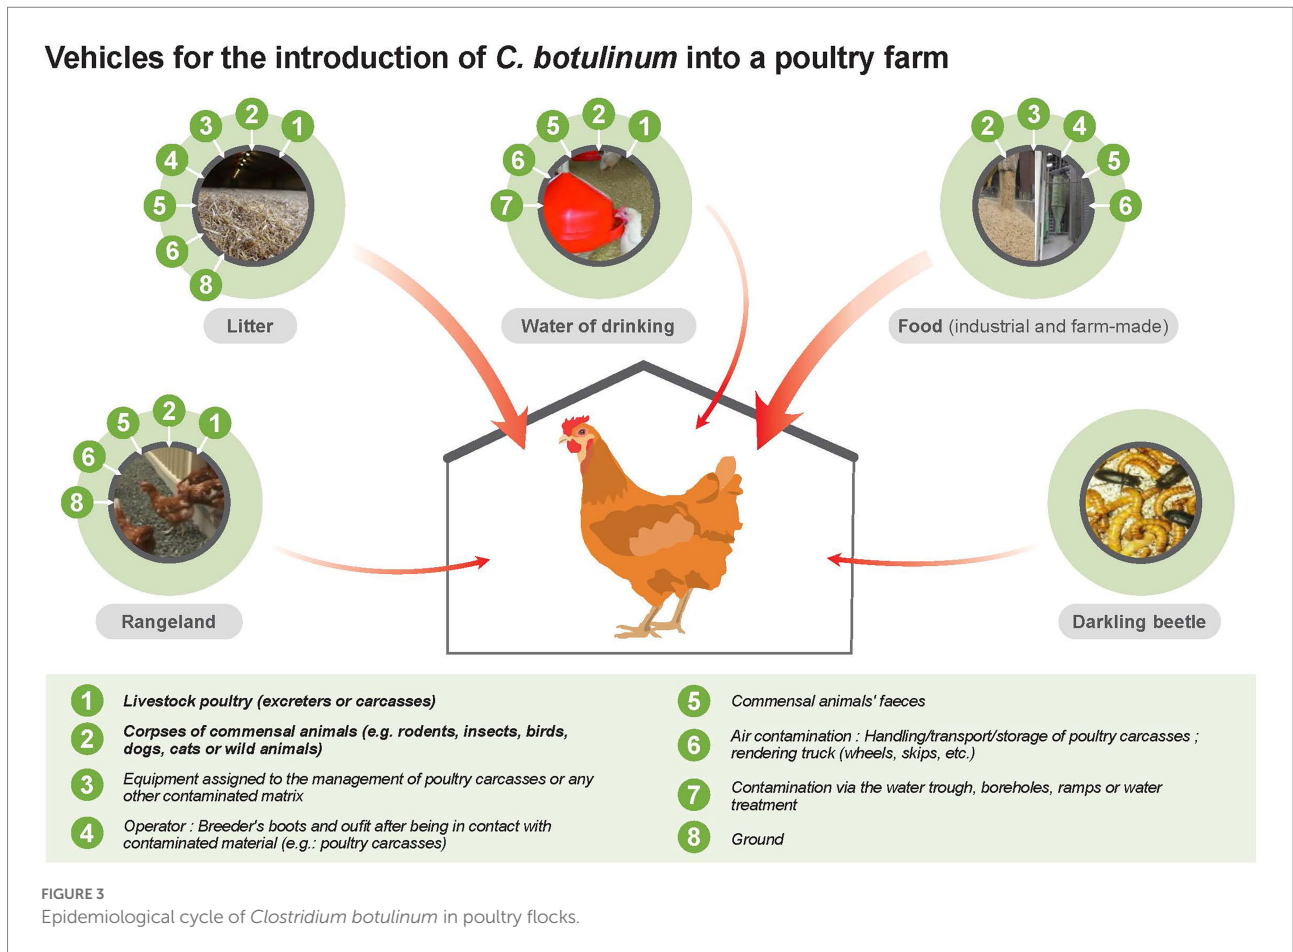 Vehicles for the introduction of C. botulinum into a poultry farm
3 2 1
4
5
6
8
Litter
5 2 1
6
7
Water of drinking
2 3 4
5
6
Food (industrial and farm-made)
5 2 1
6
8
Rangeland
Darkling beetle
1 Livestock poultry (excreters or carcasses)
2 Corpses of commensal animals (e.g. rodents, insects, birds,
dogs, cats or wild animals)
3 Equipment assigned to the management of poultry carcasses or any
other contaminated matrix
4 Operator : Breeder's boots and oufit after being in contact with
contaminated material (e.g.: poultry carcasses)
5 Commensal animals' faeces
6 Air contamination : Handling/transport/storage of poultry carcasses ;
rendering truck (wheels, skips, etc.)
7 Contamination via the water trough, boreholes, ramps or water
treatment
8 Ground
FIGURE 3
Epidemiological cycle of Clostridium botulinum in poultry flocks.